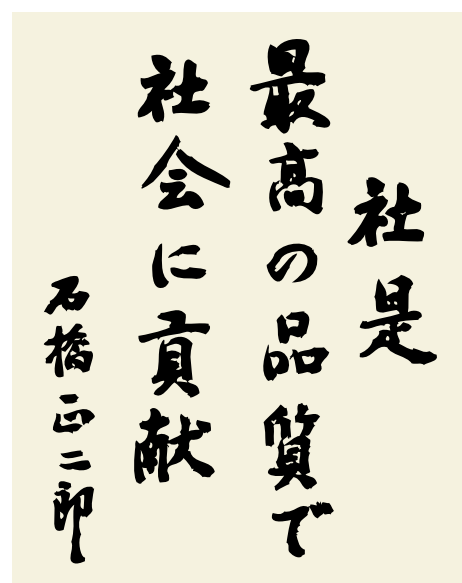 社是
最高の品質で
社会に貢献
石橋正二郎